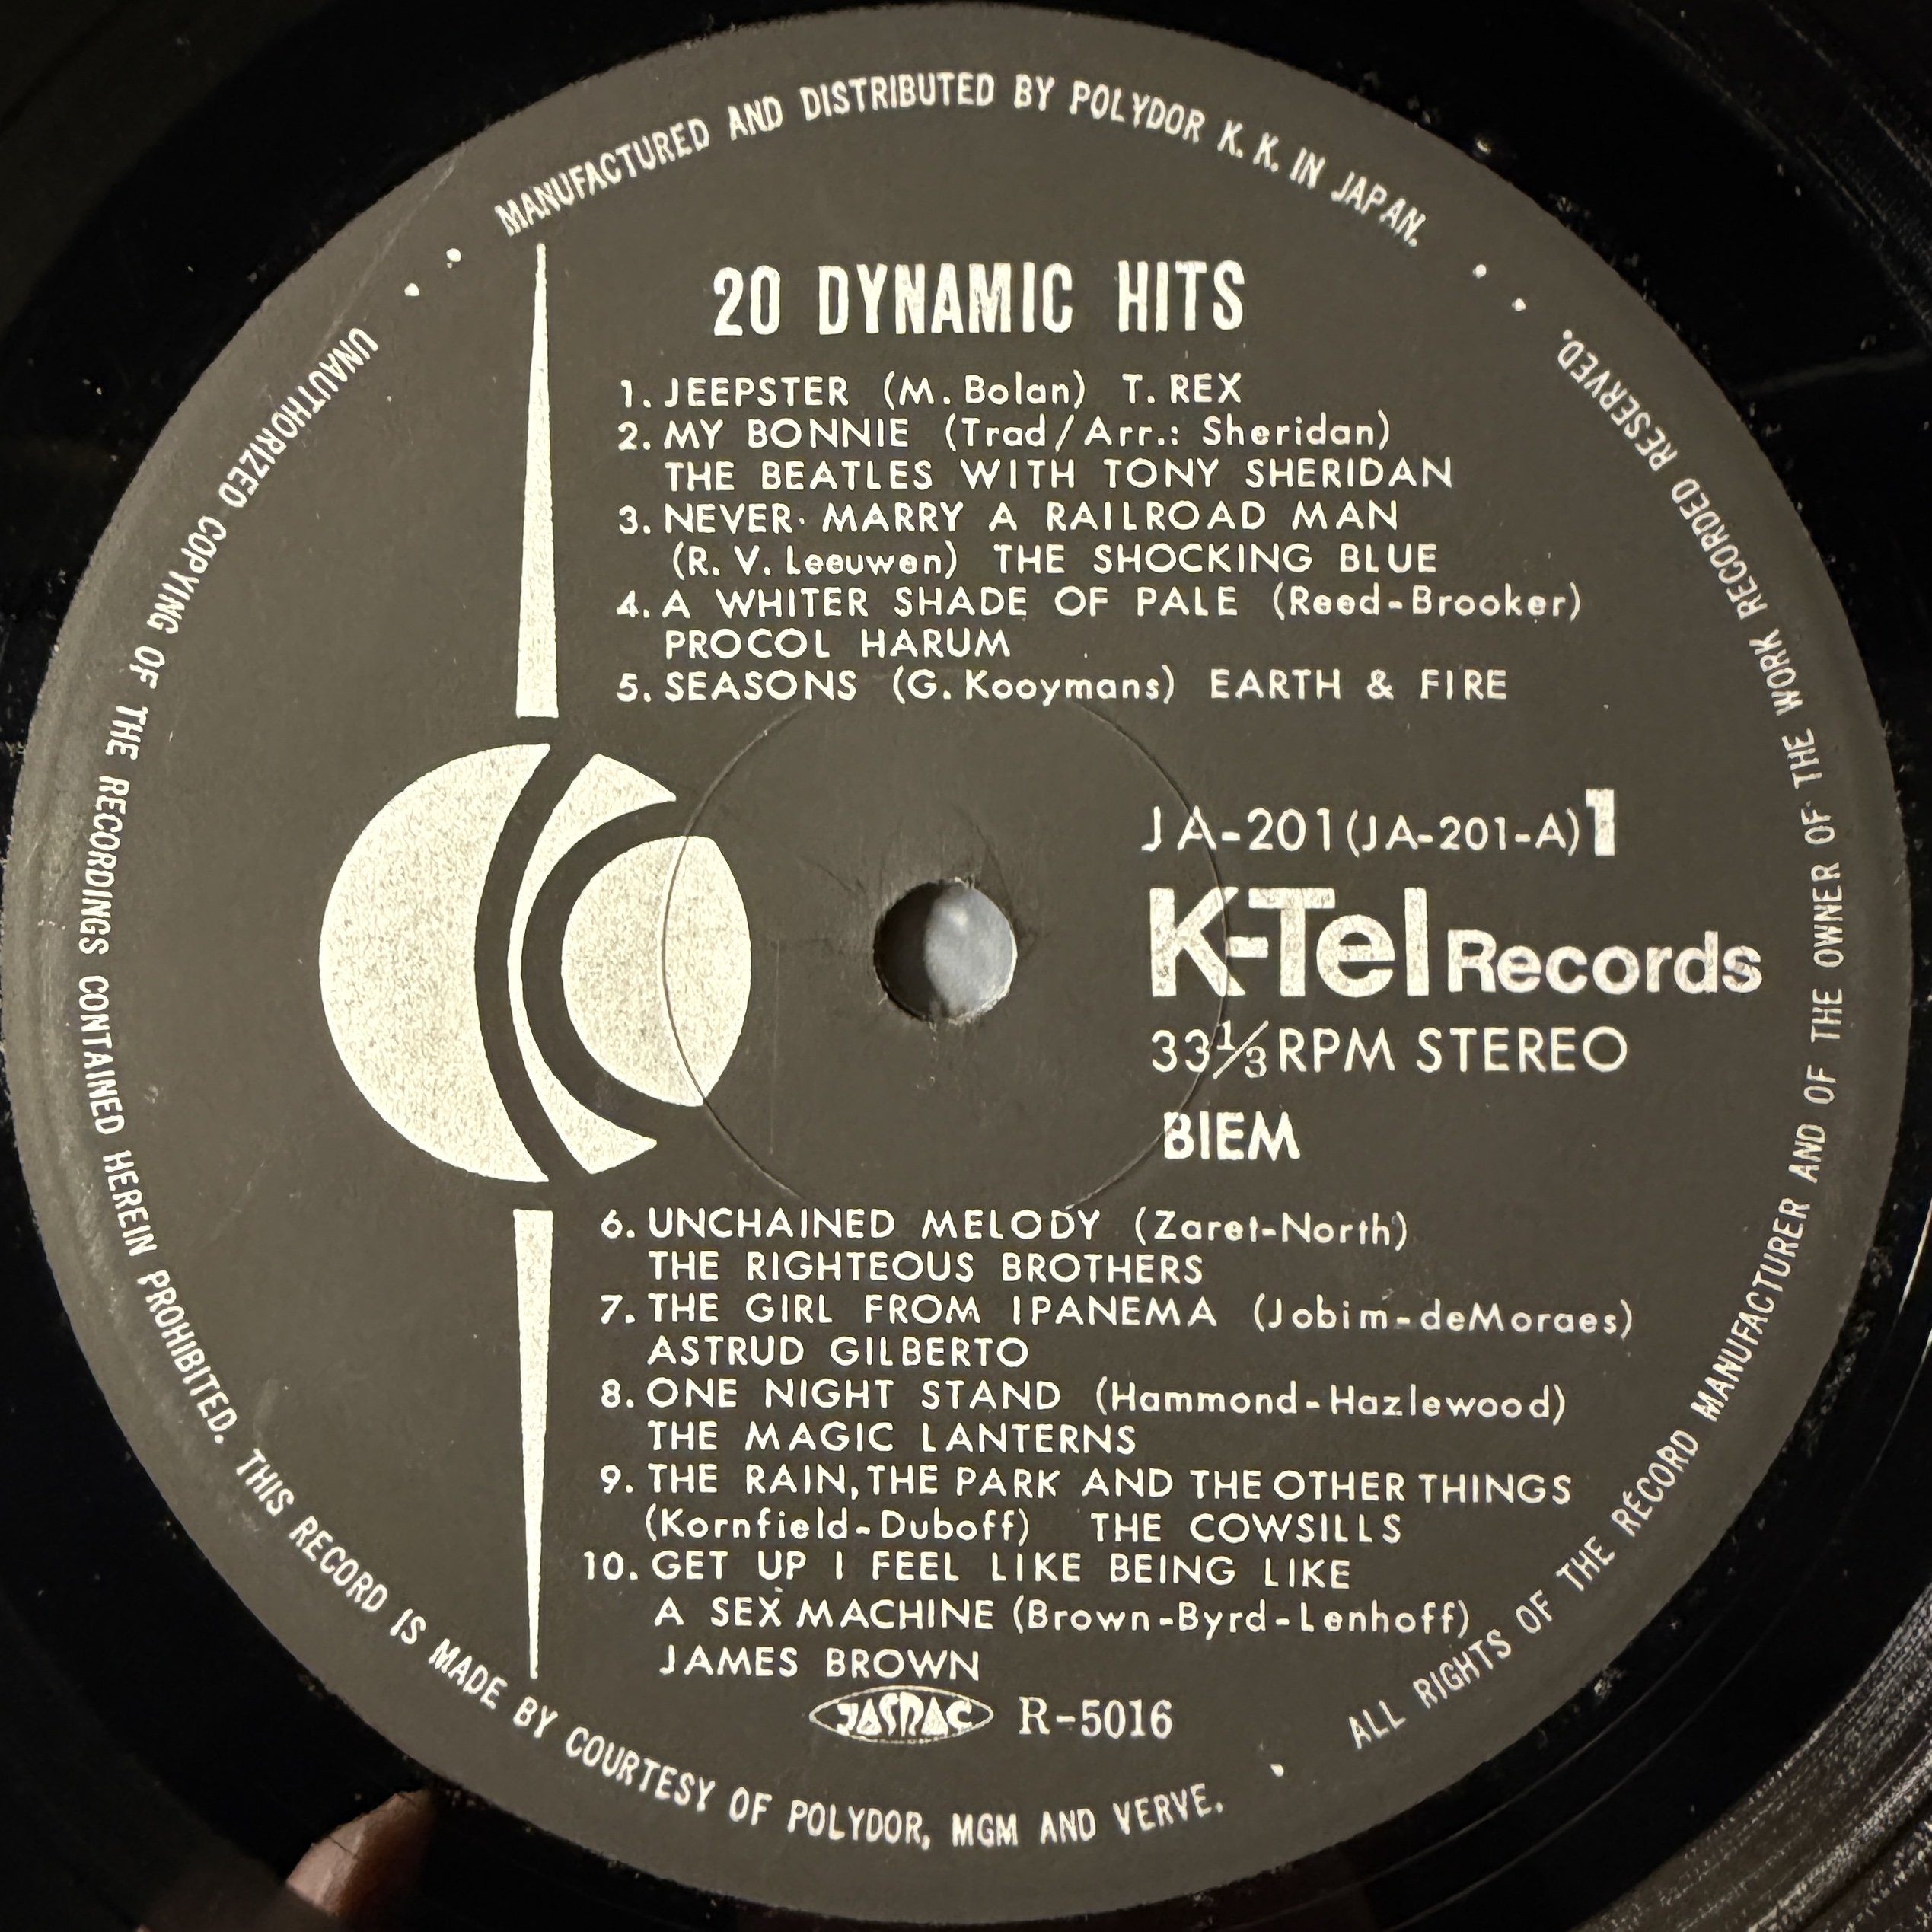 MANUFACTURED AND DISTRIBUTED BY POLYDOR K. K. IN JAPAN.
20 DYNAMIC HITS
1. JEEPSTER (M. Bolan) T. REX
2. MY BONNIE (Trad/Arr.: Sheridan)
THE BEATLES WITH TONY SHERIDAN
3. NEVER MARRY A RAILROAD MAN
(R. V. Leeuwen) THE SHOCKING BLUE
4. A WHITER SHADE OF PALE (Reed-Brooker)
PROCOL HARUM
5. SEASONS (G. Kooymans) EARTH & FIRE
JA-201 (JA-201-A) 1
K-Tel Records
33⅓ RPM STEREO
BIEM
6. UNCHAINED MELODY (Zaret-North)
THE RIGHTEOUS BROTHERS
7. THE GIRL FROM IPANEMA (Jobim-deMoraes)
ASTRUD GILBERTO
8. ONE NIGHT STAND (Hammond-Hazlewood)
THE MAGIC LANTERNS
9. THE RAIN, THE PARK AND THE OTHER THINGS
(Kornfield-Duboff) THE COWSILLS
10. GET UP I FEEL LIKE BEING LIKE
A SEX MACHINE (Brown-Byrd-Lenhoff)
JAMES BROWN
JASRAC R-5016
UNAUTHORIZED COPYING OF THE RECORDINGS CONTAINED HEREIN PROHIBITED. THIS RECORD IS MADE BY COURTESY OF POLYDOR, MGM AND VERVE.
ALL RIGHTS OF THE RECORD MANUFACTURER AND OF THE OWNER OF THE WORK RECORDED RESERVED.